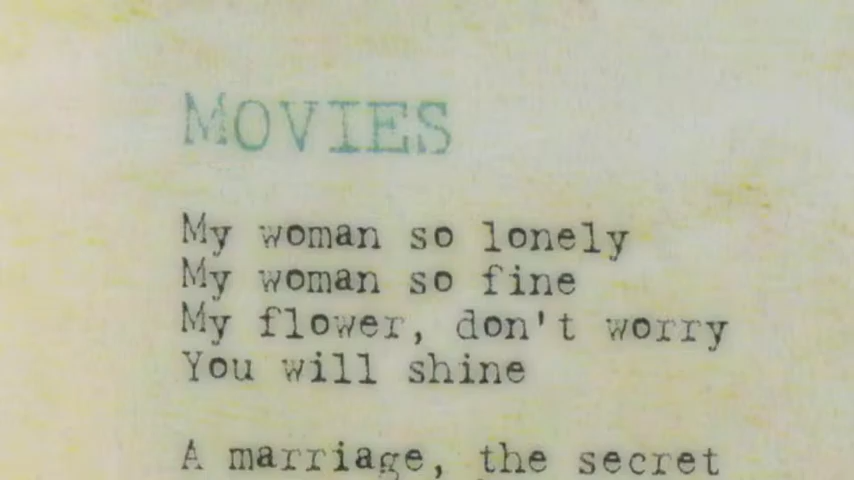 MOVIES
My woman so lonely
My woman so fine
My flower, don't worry
You will shine
A marriage, the secret